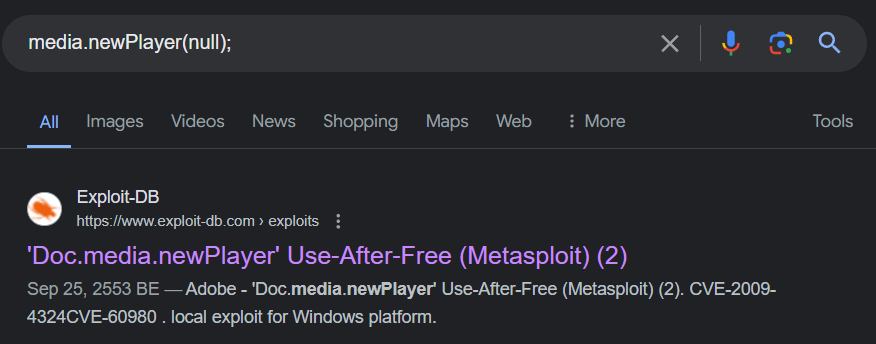 media.newPlayer(null);
All Images Videos News Shopping Maps Web More Tools
Exploit-DB
https://www.exploit-db.com › exploits
'Doc.media.newPlayer' Use-After-Free (Metasploit) (2)
Sep 25, 2553 BE — Adobe - 'Doc.media.newPlayer' Use-After-Free (Metasploit) (2). CVE-2009-
4324CVE-60980 . local exploit for Windows platform.